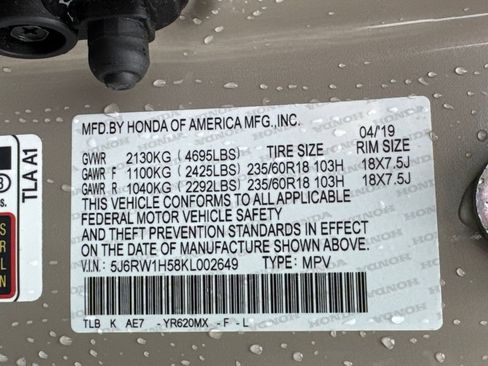 MFD.BY HONDA OF AMERICA MFG.,INC. 04/19
GVWR 2130KG (4695LBS) TIRE SIZE RIM SIZE
GAWR F 1100KG (2425LBS) 235/60R18 103H 18X7.5J
GAWR R 1040KG (2292LBS) 235/60R18 103H 18X7.5J
THIS VEHICLE CONFORMS TO ALL APPLICABLE
FEDERAL MOTOR VEHICLE SAFETY
AND THEFT PREVENTION STANDARDS IN EFFECT
ON THE DATE OF MANUFACTURE SHOWN ABOVE.
V.I.N.: 5J6RW1H58KL002649 TYPE: MPV
TLB K AE7 -YR620MX -F -L
TLA A1